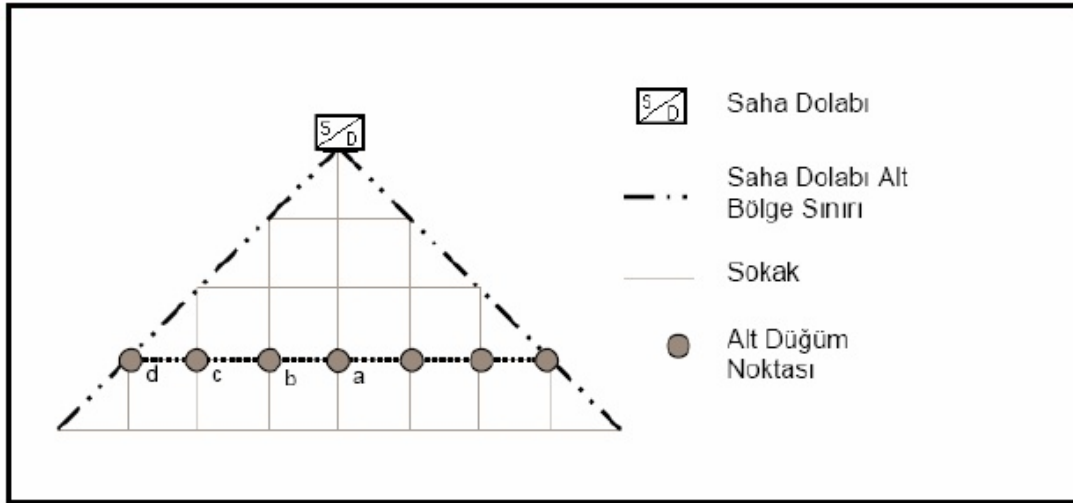 S/D
S/D
Saha Dolabı
Saha Dolabı Alt
Bölge Sınırı
Sokak
Alt Düğüm
Noktası
d c b a